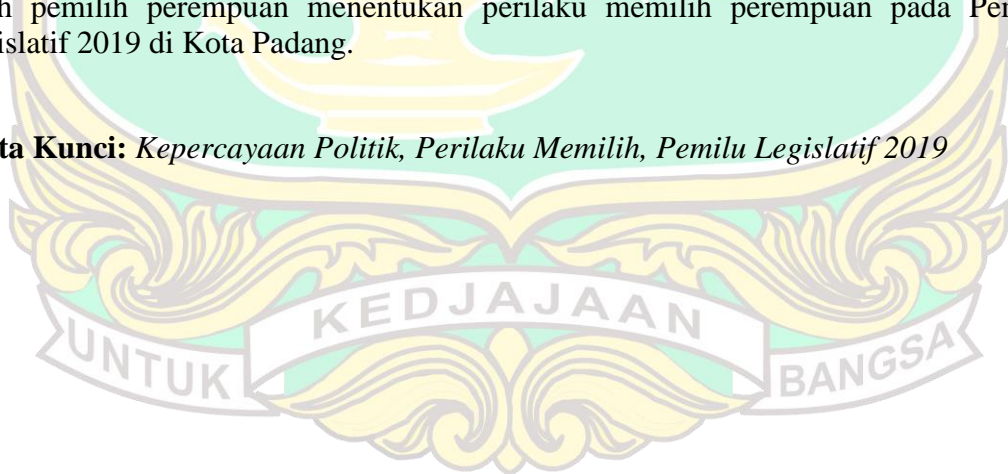 h pemilih perempuan menentukan perilaku memilih perempuan pada Pe
islatif 2019 di Kota Padang.
ta Kunci: Kepercayaan Politik, Perilaku Memilih, Pemilu Legislatif 2019
UNTUK KEDJAJAAN BANGSA